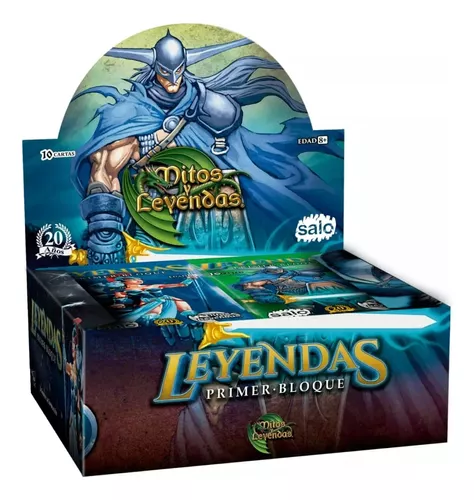 10 CARTAS
EDAD 8+
Mitos
y
Leyendas
salo
20
Años
LEYENDAS
PRIMER·BLOQUE
Mitos
y
Leyendas